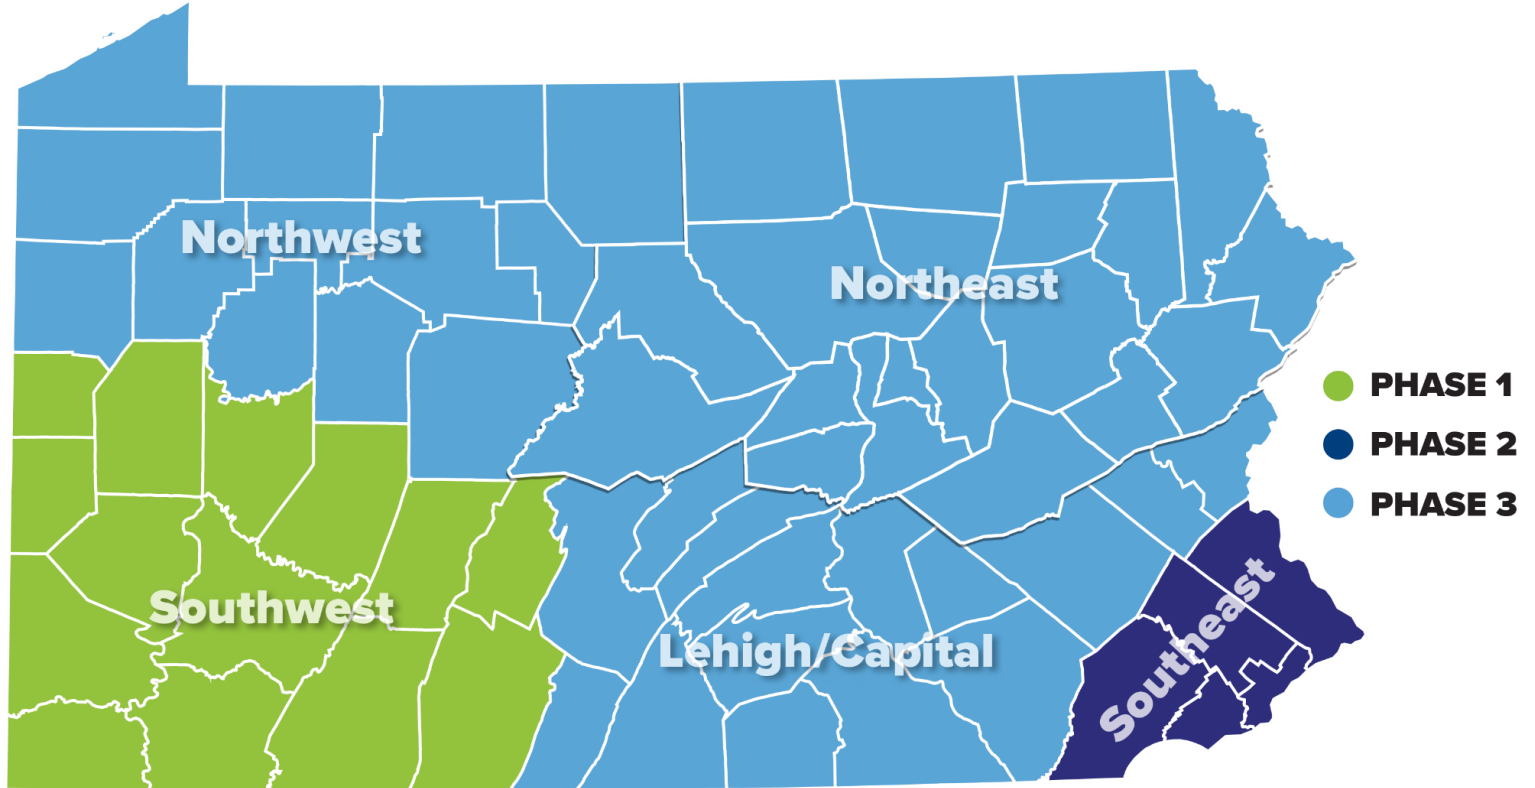 Northwest
Northeast
PHASE 1
PHASE 2
PHASE 3
Southwest
Lehigh/Capital
Southeast